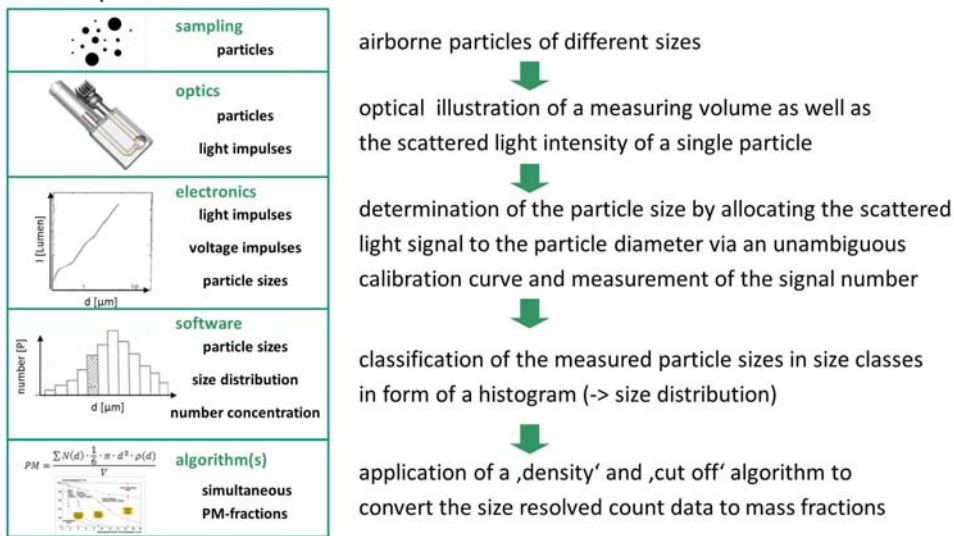 sampling
particles
airborne particles of different sizes
optics
particles
light impulses
optical illustration of a measuring volume as well as
the scattered light intensity of a single particle
electronics
light impulses
voltage impulses
particle sizes
I [Lumen]
1
10
d [µm]
determination of the particle size by allocating the scattered
light signal to the particle diameter via an unambiguous
calibration curve and measurement of the signal number
software
particle sizes
size distribution
number concentration
number [P]
d [µm]
classification of the measured particle sizes in size classes
in form of a histogram (-> size distribution)
PM = ∑ N(d) · 1/6 · π · d³ · ρ(d) / V
algorithm(s)
simultaneous
PM-fractions
application of a ‚density‘ and ‚cut off‘ algorithm to
convert the size resolved count data to mass fractions